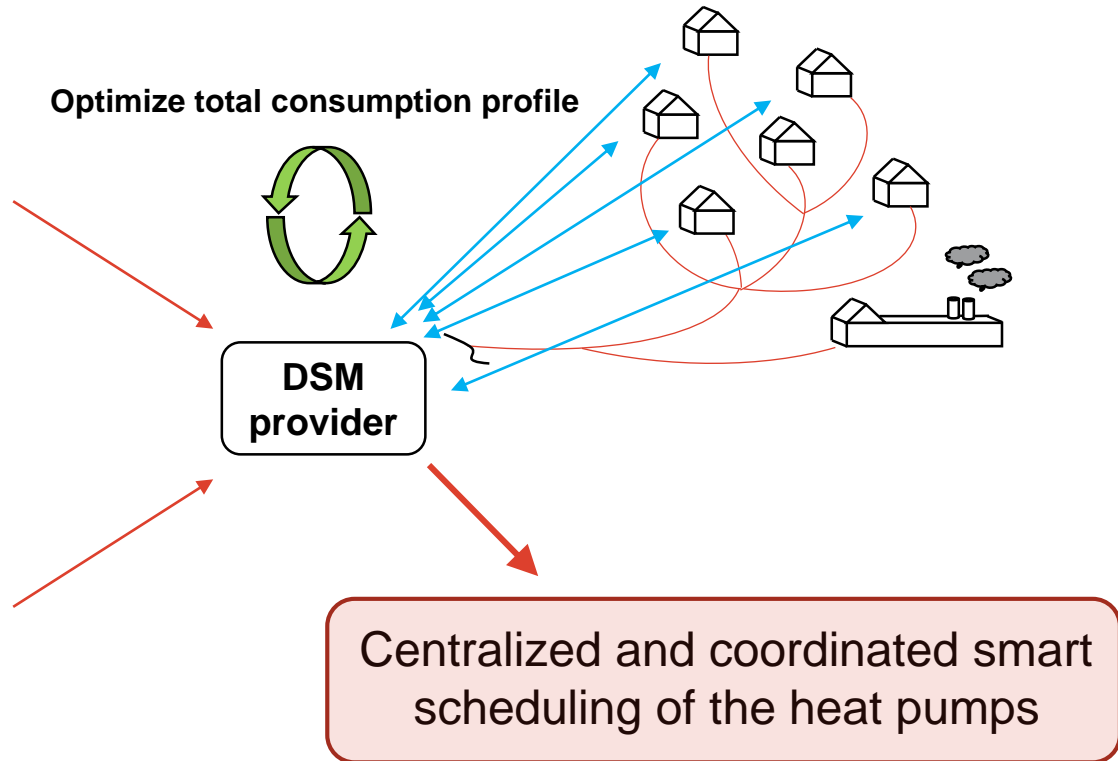 Optimize total consumption profile
DSM
provider
Centralized and coordinated smart
scheduling of the heat pumps